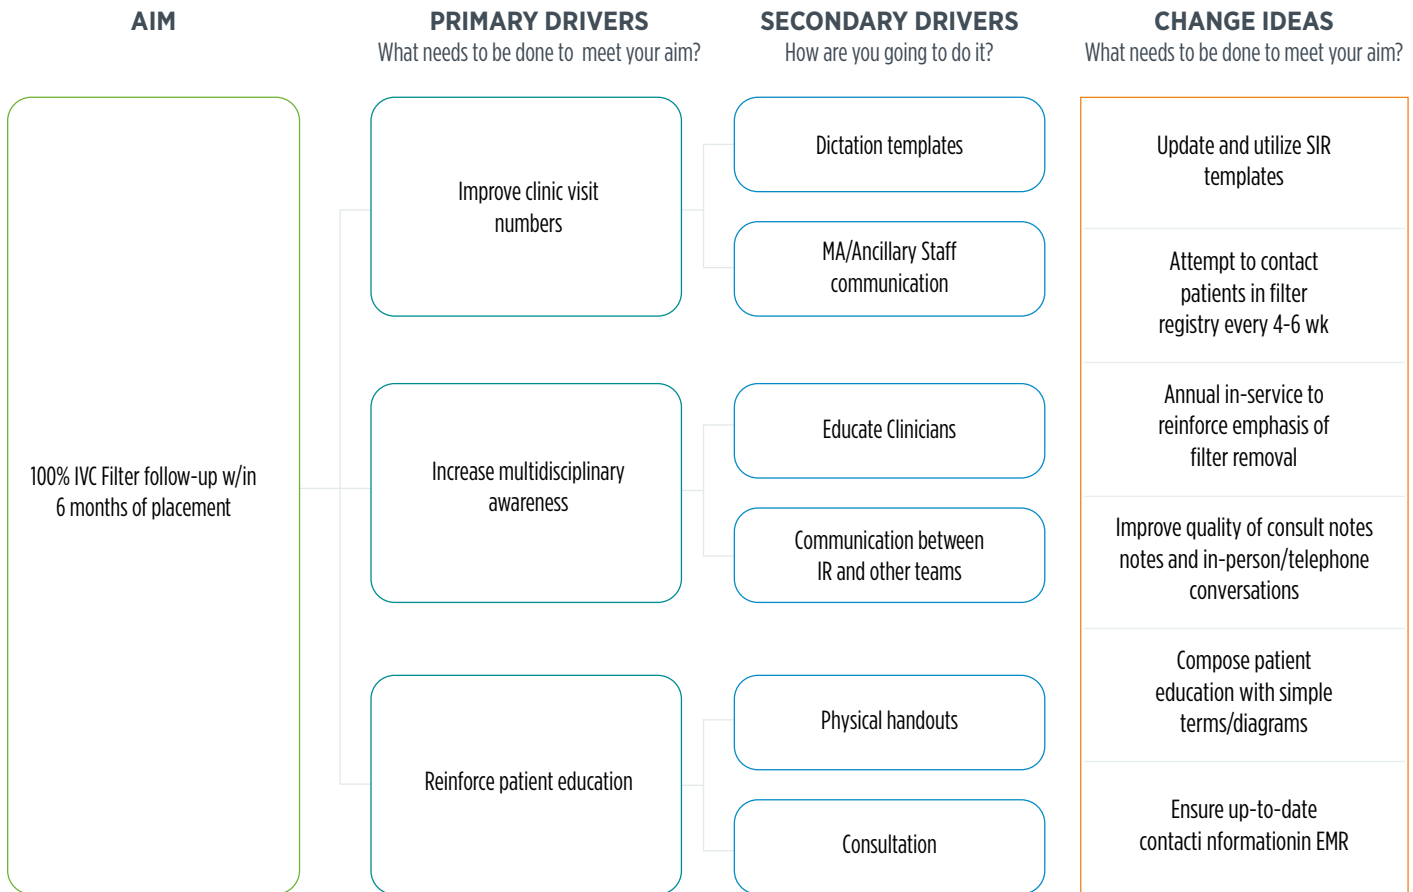 AIM
PRIMARY DRIVERS
What needs to be done to meet your aim?
SECONDARY DRIVERS
How are you going to do it?
CHANGE IDEAS
What needs to be done to meet your aim?
100% IVC Filter follow-up w/in
6 months of placement
Improve clinic visit
numbers
Increase multidisciplinary
awareness
Reinforce patient education
Dictation templates
MA/Ancillary Staff
communication
Educate Clinicians
Communication between
IR and other teams
Physical handouts
Consultation
Update and utilize SIR
templates
Attempt to contact
patients in filter
registry every 4-6 wk
Annual in-service to
reinforce emphasis of
filter removal
Improve quality of consult notes
notes and in-person/telephone
conversations
Compose patient
education with simple
terms/diagrams
Ensure up-to-date
contacti nformationin EMR